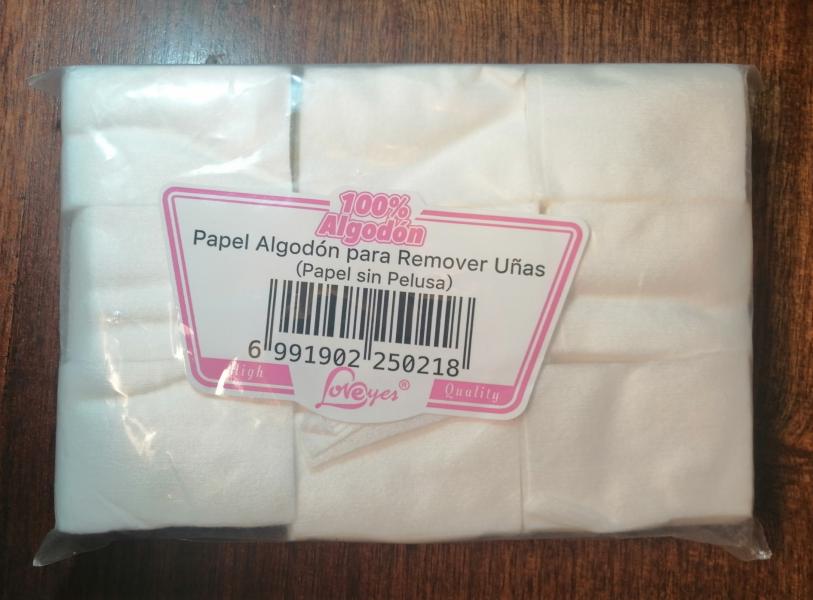 100%
Algodón
Papel Algodón para Remover Uñas
(Papel sin Pelusa)
6 991902 250218
High
Loveyes®
Quality